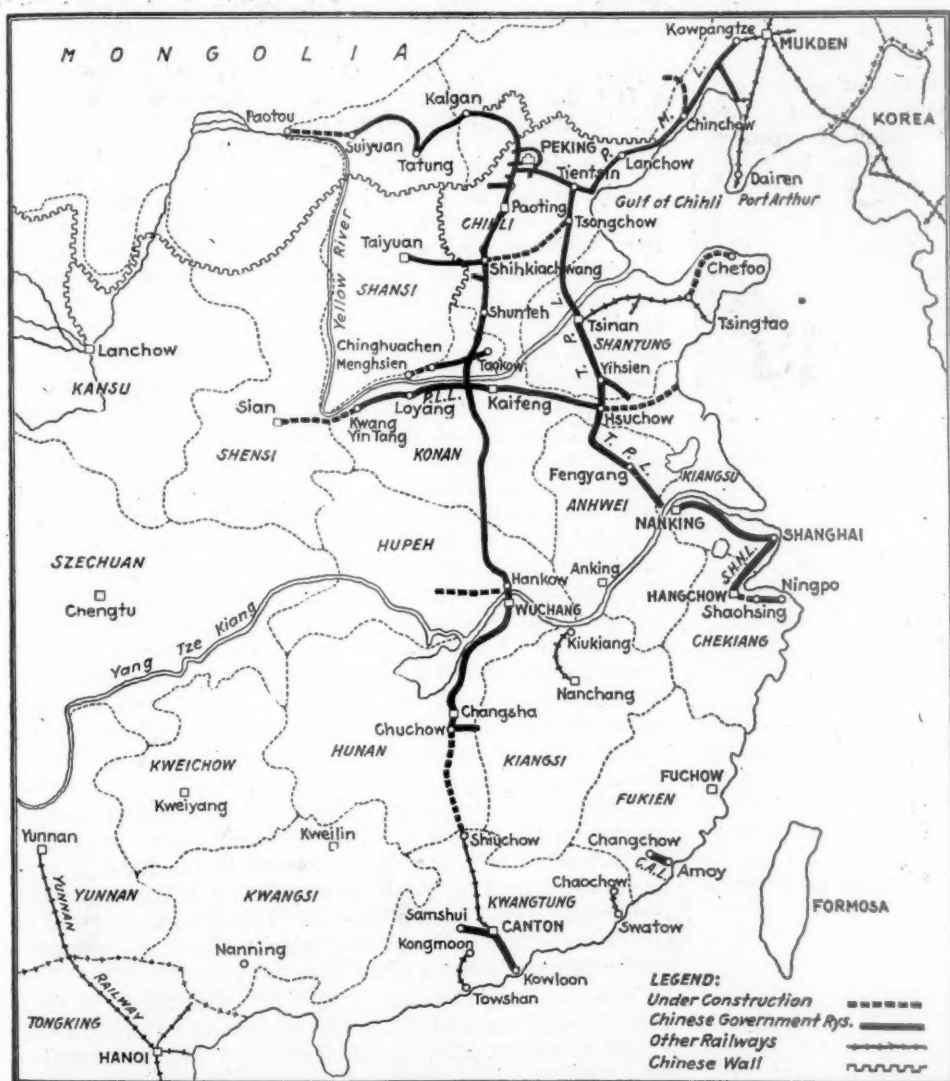 MONGOLIA
Kowpangtze
MUKDEN
Kalgan
KOREA
Paotou
Suiyuan
Tatung
PEKING
Chinchow
P. M. L.
Lanchow
Tientsin
Dairen
Port Arthur
Gulf of Chihli
CHIHLI
Paoting
Tsongchow
Taiyuan
Shihkiachwang
Chefoo
Yellow River
SHANSI
Shunteh
T. P. L.
Tsinan
SHANTUNG
Tsingtao
Lanchow
KANSU
Chinghuachen
Menghsien
Taokow
Yihsien
Sian
Kwang
Yin Tang
Loyang
P.L.L.
Kaifeng
Hsuchow
SHENSI
KONAN
T. P. L.
Fengyang
KIANGSU
ANHWEI
NANKING
SHANGHAI
HUPEH
SZECHUAN
Chengtu
Hankow
WUCHANG
Anking
S.H.N.L.
HANGCHOW
Ningpo
Shaohsing
CHEKIANG
Yang Tze Kiang
Kiukiang
Nanchang
Changsha
Chuchow
HUNAN
KIANGSI
KWEICHOW
Kweiyang
FUCHOW
FUKIEN
Yunnan
Kweilin
Shiuchow
Changchow
C.A.L.
Amoy
YUNNAN
YUNNAN RAILWAY
KWANGSI
Chaochow
KWANGTUNG
Samshui
CANTON
Swatow
FORMOSA
Nanning
Kongmoon
Kowloon
Towshan
TONGKING
HANOI
LEGEND:
Under Construction
Chinese Government Rys.
Other Railways
Chinese Wall